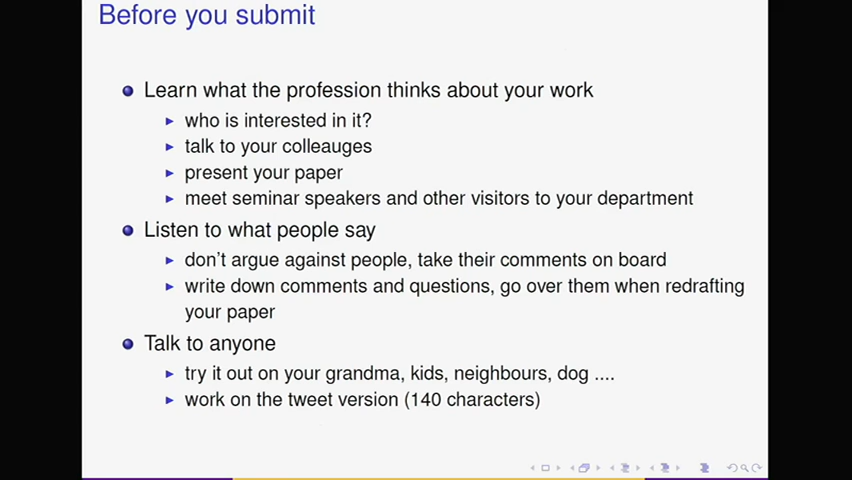 Before you submit
Learn what the profession thinks about your work
who is interested in it?
talk to your colleauges
present your paper
meet seminar speakers and other visitors to your department
Listen to what people say
don't argue against people, take their comments on board
write down comments and questions, go over them when redrafting
your paper
Talk to anyone
try it out on your grandma, kids, neighbours, dog ....
work on the tweet version (140 characters)